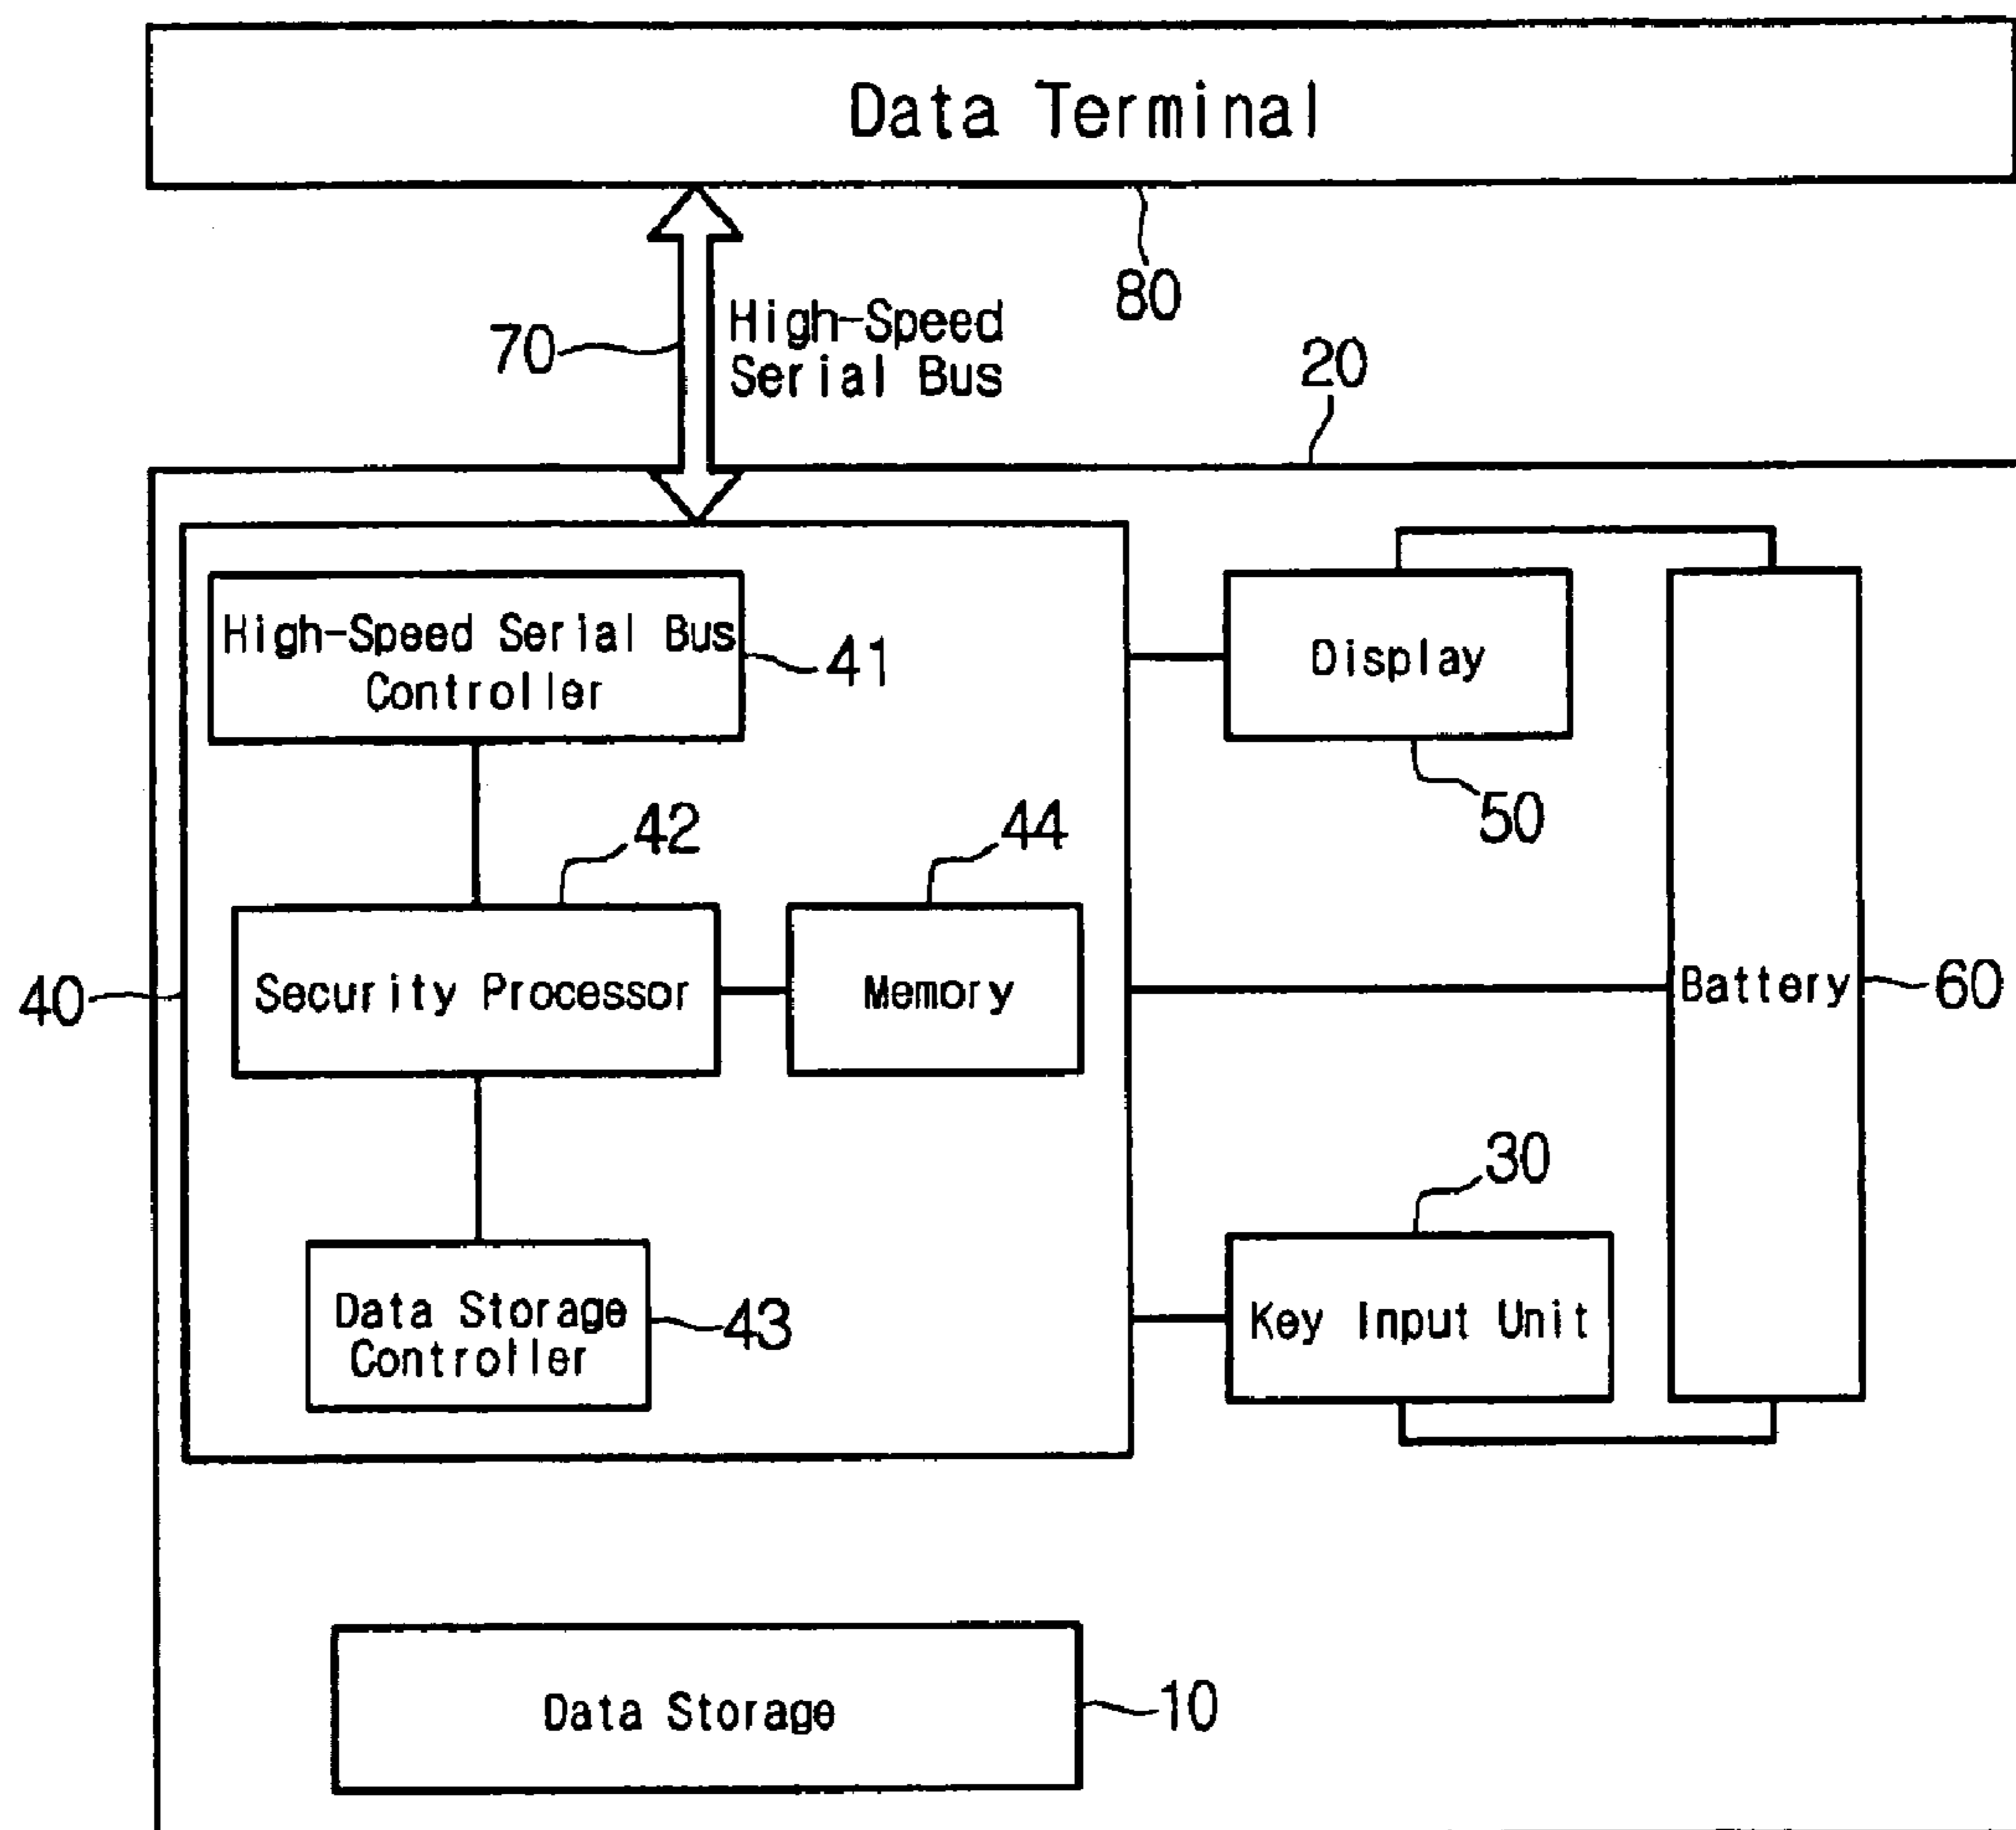 Data Terminal
80
70
High-Speed
Serial Bus
20
High-Speed Serial Bus
Controller
41
Display
50
42
44
40
Security Processor
Memory
Battery
60
30
Data Storage
Controller
43
Key Input Unit
Data Storage
10